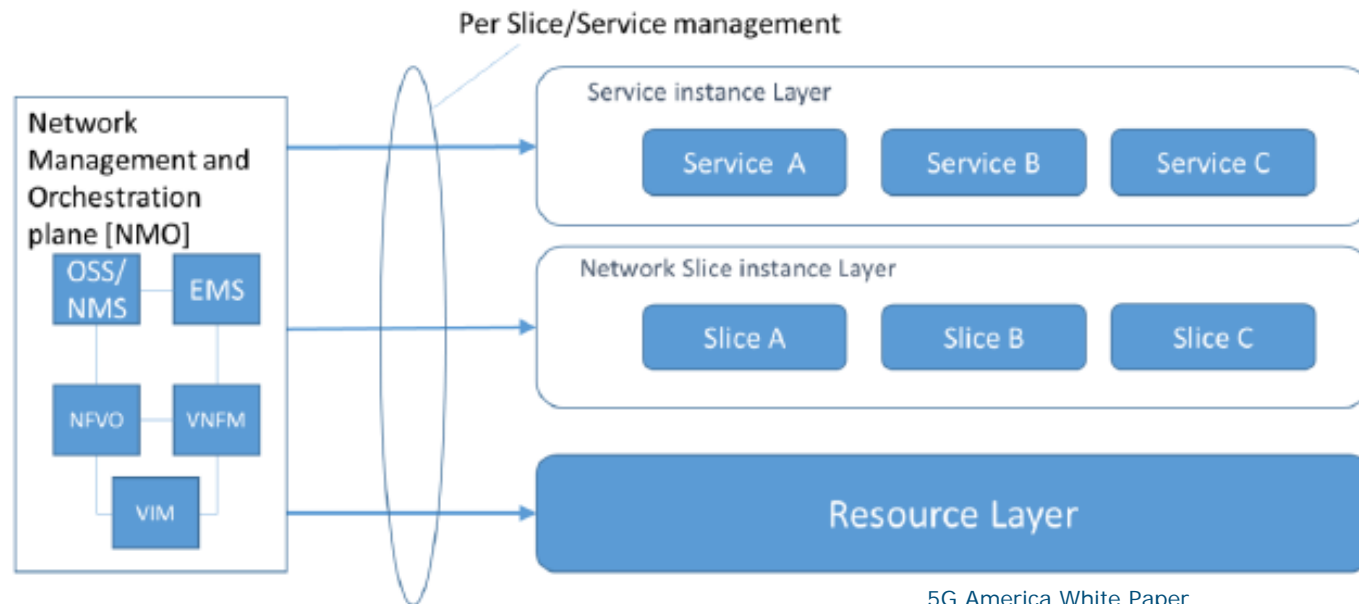 Per Slice/Service management
Network
Management and
Orchestration
plane [NMO]
OSS/
NMS
EMS
NFVO
VNFM
VIM
Service instance Layer
Service A
Service B
Service C
Network Slice instance Layer
Slice A
Slice B
Slice C
Resource Layer
5G America White Paper